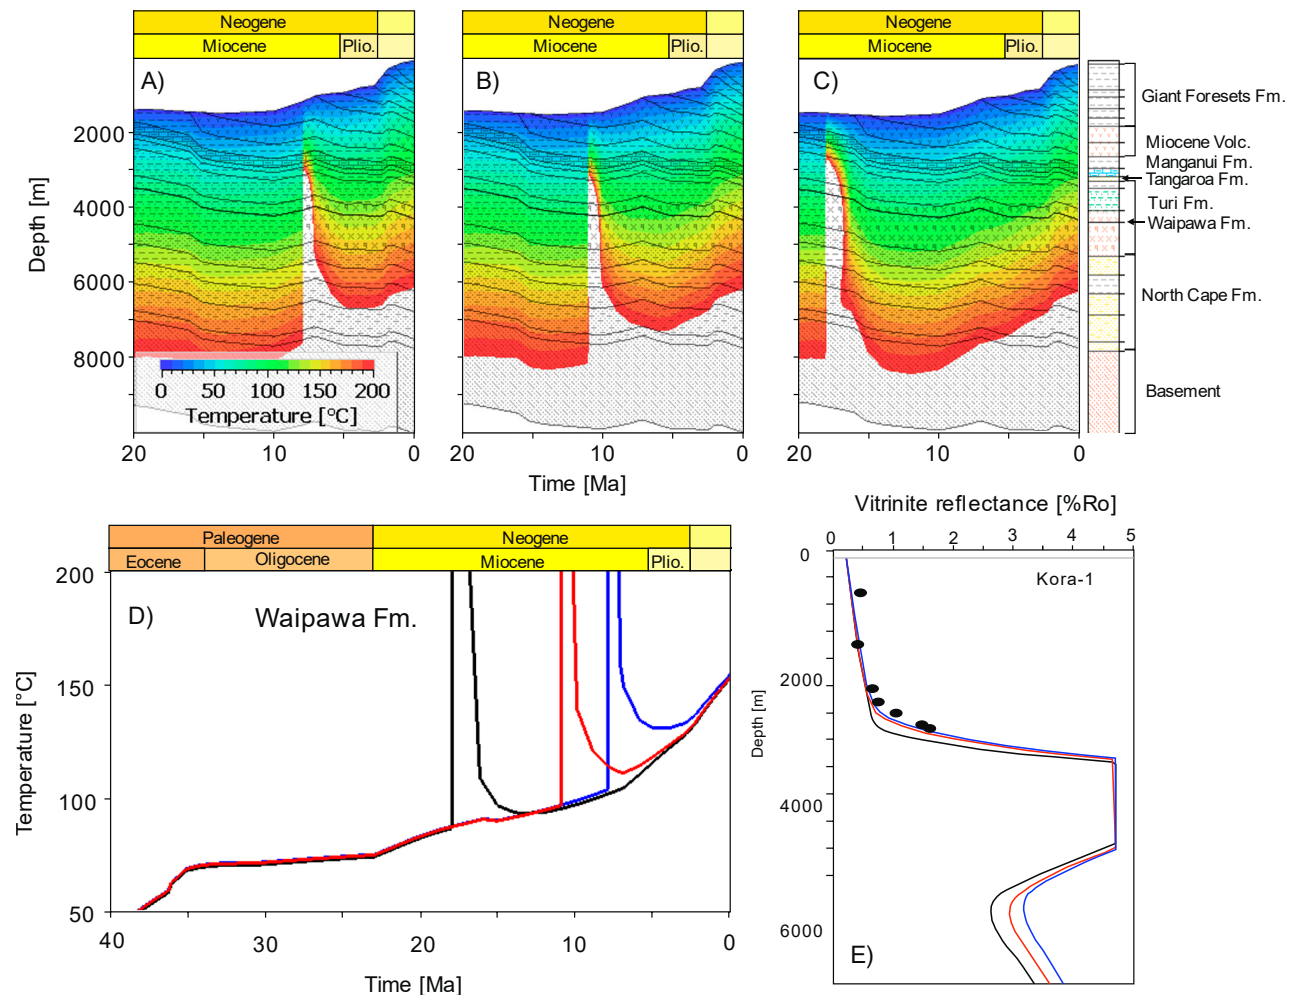 Neogene
Neogene
Neogene
Miocene
Plio.
Miocene
Plio.
Miocene
Plio.
A)
B)
C)
Giant Foresets Fm.
Miocene Volc.
Manganui Fm.
Tangaroa Fm.
Turi Fm.
Waipawa Fm.
North Cape Fm.
Basement
Depth [m]
2000
4000
6000
8000
0 50 100 150 200
Temperature [°C]
20 10 0
20 10 0
20 10 0
Time [Ma]
Paleogene
Neogene
Eocene
Oligocene
Miocene
Plio.
D)
Waipawa Fm.
Temperature [°C]
200
150
100
50
40 30 20 10 0
Time [Ma]
Vitrinite reflectance [%Ro]
0 1 2 3 4 5
Kora-1
Depth [m]
0
2000
4000
6000
E)